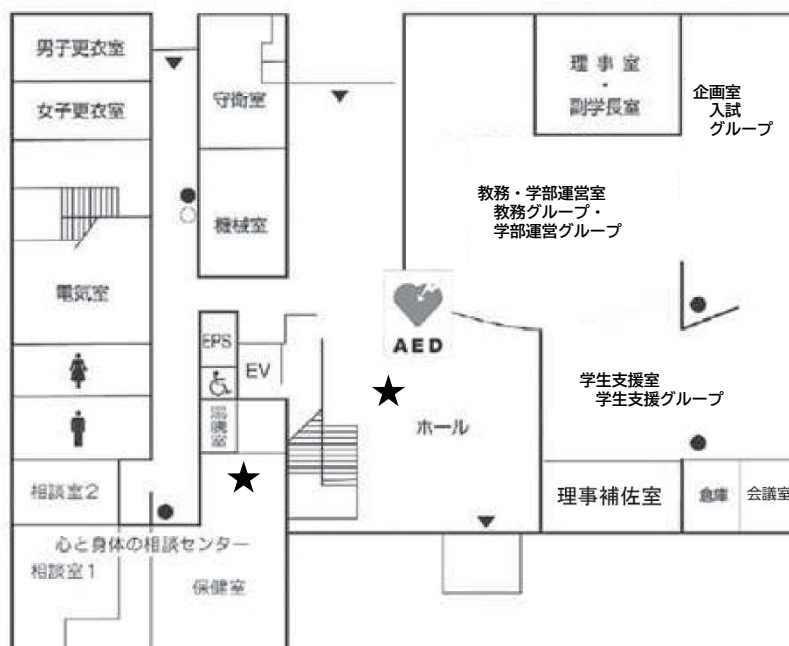 男子更衣室
女子更衣室
守衛室
機械室
理事室
・
副学長室
企画室
入試
グループ
教務・学部運営室
教務グループ・
学部運営グループ
電気室
AED
EPS
EV
湯沸室
学生支援室
学生支援グループ
ホール
相談室2
理事補佐室
倉庫
会議室
心と身体の相談センター
相談室1
保健室